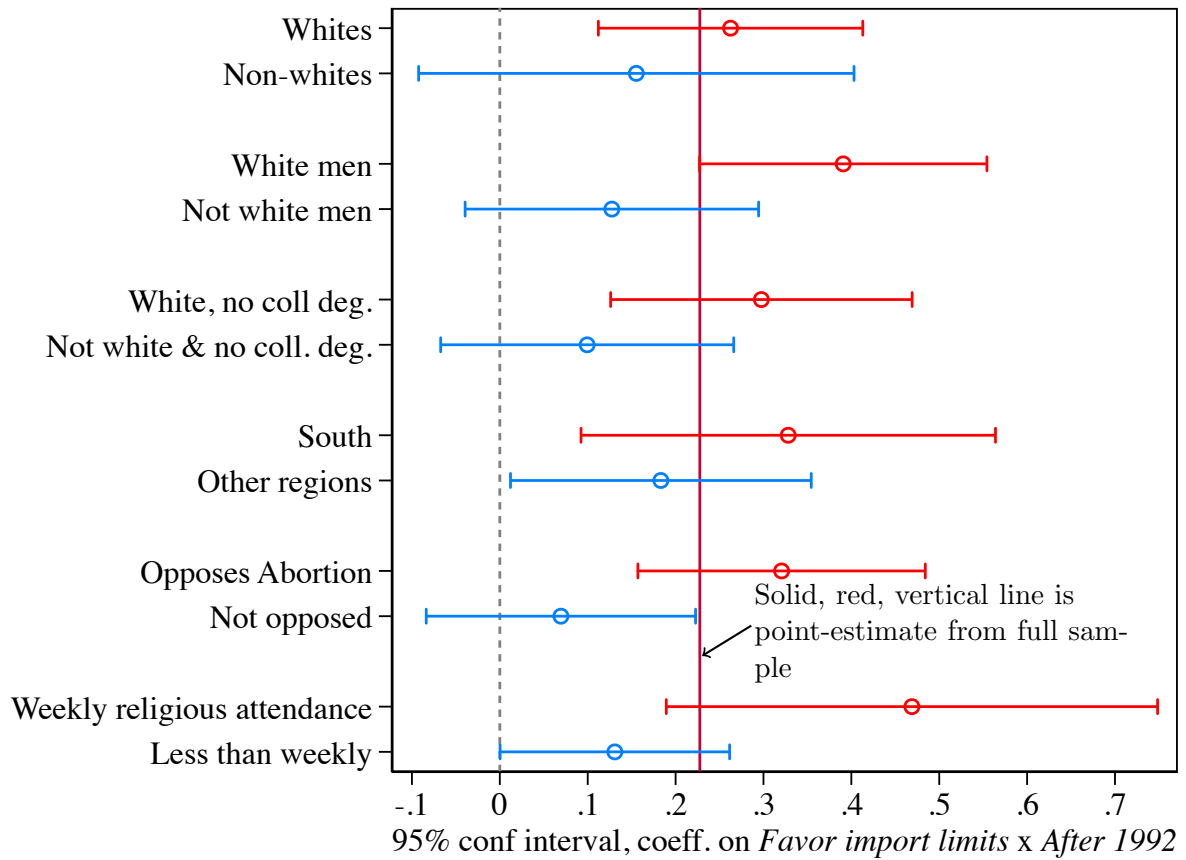 Whites
Non-whites
White men
Not white men
White, no coll deg.
Not white & no coll. deg.
South
Other regions
Opposes Abortion
Not opposed
Weekly religious attendance
Less than weekly
Solid, red, vertical line is
point-estimate from full sam-
ple
-.1 0 .1 .2 .3 .4 .5 .6 .7
95% conf interval, coeff. on Favor import limits x After 1992